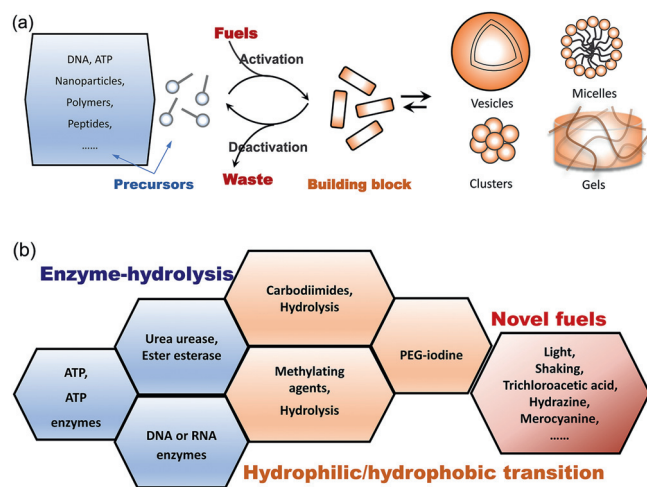 (a)
DNA, ATP
Nanoparticles,
Polymers,
Peptides,
......
Precursors
Fuels
Activation
Deactivation
Waste
Building block
Vesicles
Micelles
Clusters
Gels
(b)
Enzyme-hydrolysis
ATP,
ATP
enzymes
Urea urease,
Ester esterase
DNA or RNA
enzymes
Carbodiimides,
Hydrolysis
Methylating
agents,
Hydrolysis
PEG-iodine
Novel fuels
Light,
Shaking,
Trichloroacetic acid,
Hydrazine,
Merocyanine,
......
Hydrophilic/hydrophobic transition